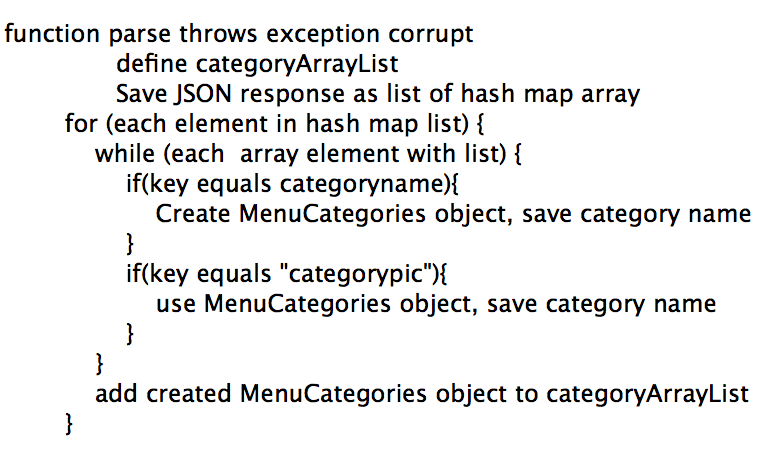 function parse throws exception corrupt
define categoryArrayList
Save JSON response as list of hash map array
for (each element in hash map list) {
while (each  array element with list) {
if(key equals categoryname){
Create MenuCategories object, save category name
}
if(key equals "categorypic"){
use MenuCategories object, save category name
}
}
add created MenuCategories object to categoryArrayList
}